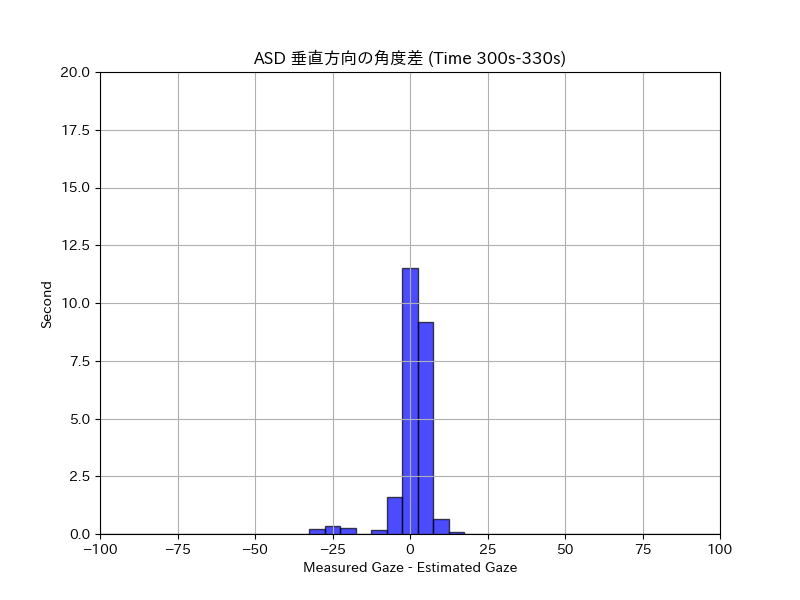 ASD 垂直方向の角度差 (Time 300s-330s)
20.0
17.5
15.0
12.5
10.0
7.5
5.0
2.5
0.0
Second
−100 −75 −50 −25 0 25 50 75 100
Measured Gaze - Estimated Gaze